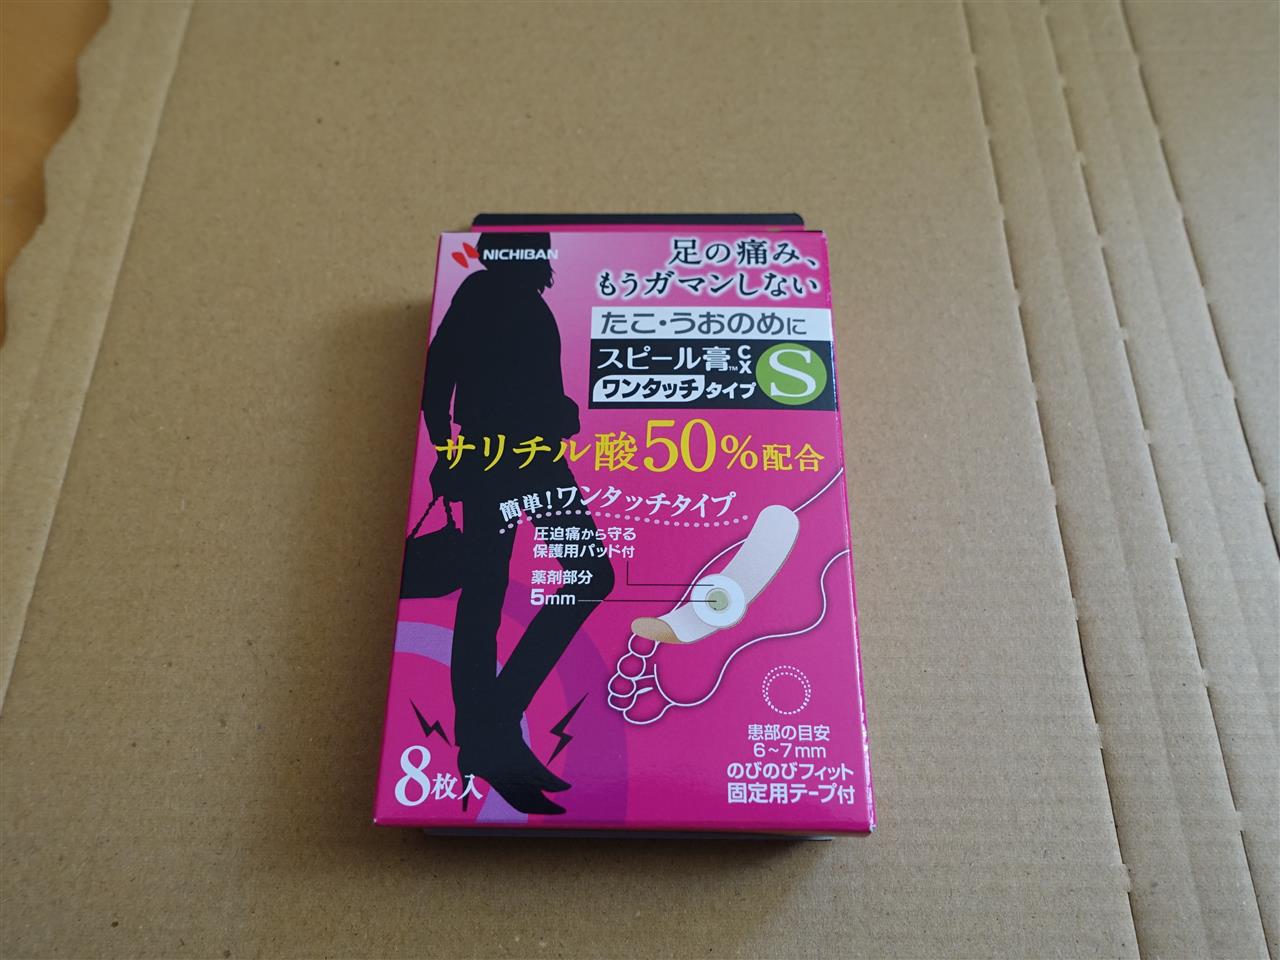 NICHIBAN
足の痛み、
もうガマンしない
たこ・うおのめに
スピール膏™CX
ワンタッチタイプ
S
サリチル酸50%配合
簡単!ワンタッチタイプ
圧迫痛から守る
保護用パッド付
薬剤部分
5mm
患部の目安
6~7mm
のびのびフィット
固定用テープ付
8枚入